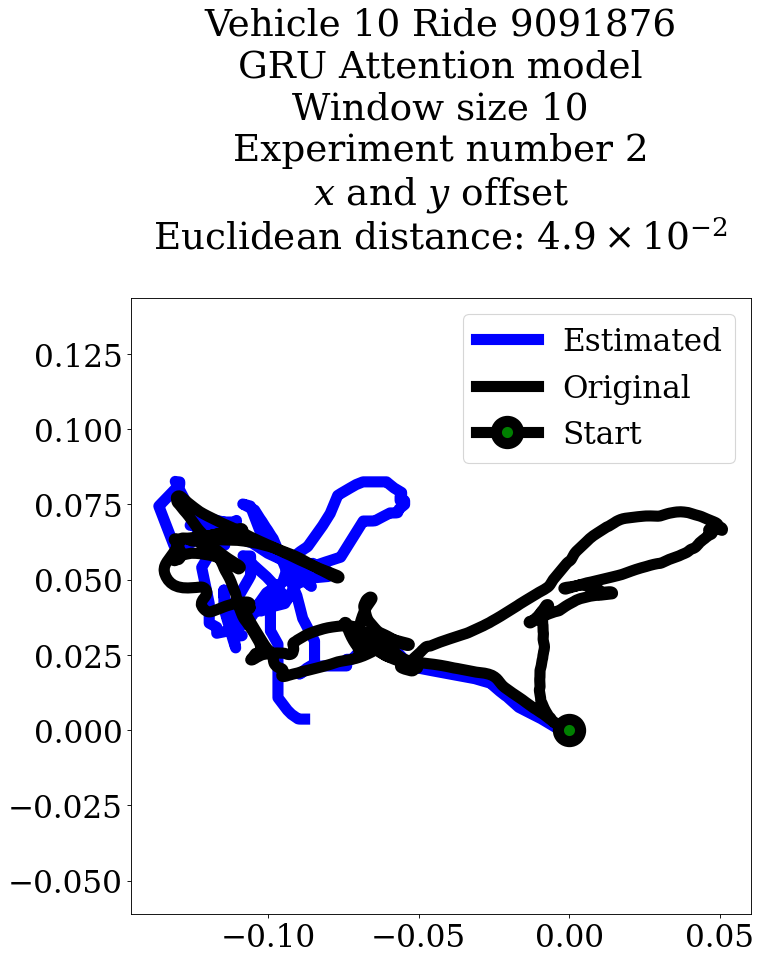 Vehicle 10 Ride 9091876
GRU Attention model
Window size 10
Experiment number 2
x and y offset
Euclidean distance: 4.9 × 10⁻²
Estimated
Original
Start
0.125
0.100
0.075
0.050
0.025
0.000
−0.025
−0.050
−0.10 −0.05 0.00 0.05